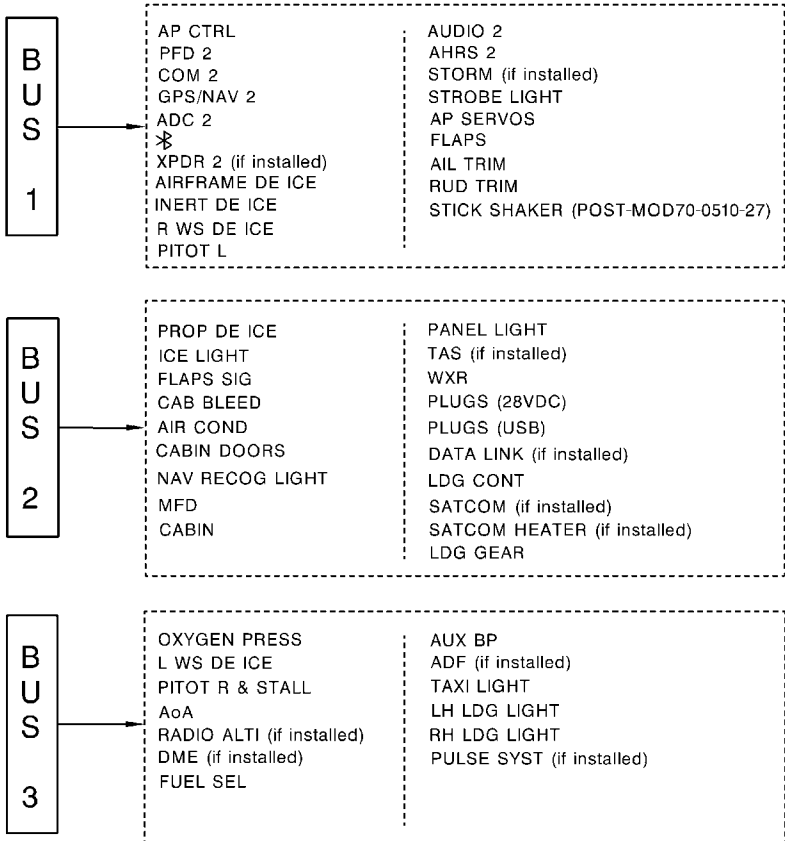 BUS 1
AP CTRL
PFD 2
COM 2
GPS/NAV 2
ADC 2
XPDR 2 (if installed)
AIRFRAME DE ICE
INERT DE ICE
R WS DE ICE
PITOT L
AUDIO 2
AHRS 2
STORM (if installed)
STROBE LIGHT
AP SERVOS
FLAPS
AIL TRIM
RUD TRIM
STICK SHAKER (POST-MOD70-0510-27)
BUS 2
PROP DE ICE
ICE LIGHT
FLAPS SIG
CAB BLEED
AIR COND
CABIN DOORS
NAV RECOG LIGHT
MFD
CABIN
PANEL LIGHT
TAS (if installed)
WXR
PLUGS (28VDC)
PLUGS (USB)
DATA LINK (if installed)
LDG CONT
SATCOM (if installed)
SATCOM HEATER (if installed)
LDG GEAR
BUS 3
OXYGEN PRESS
L WS DE ICE
PITOT R & STALL
AoA
RADIO ALTI (if installed)
DME (if installed)
FUEL SEL
AUX BP
ADF (if installed)
TAXI LIGHT
LH LDG LIGHT
RH LDG LIGHT
PULSE SYST (if installed)